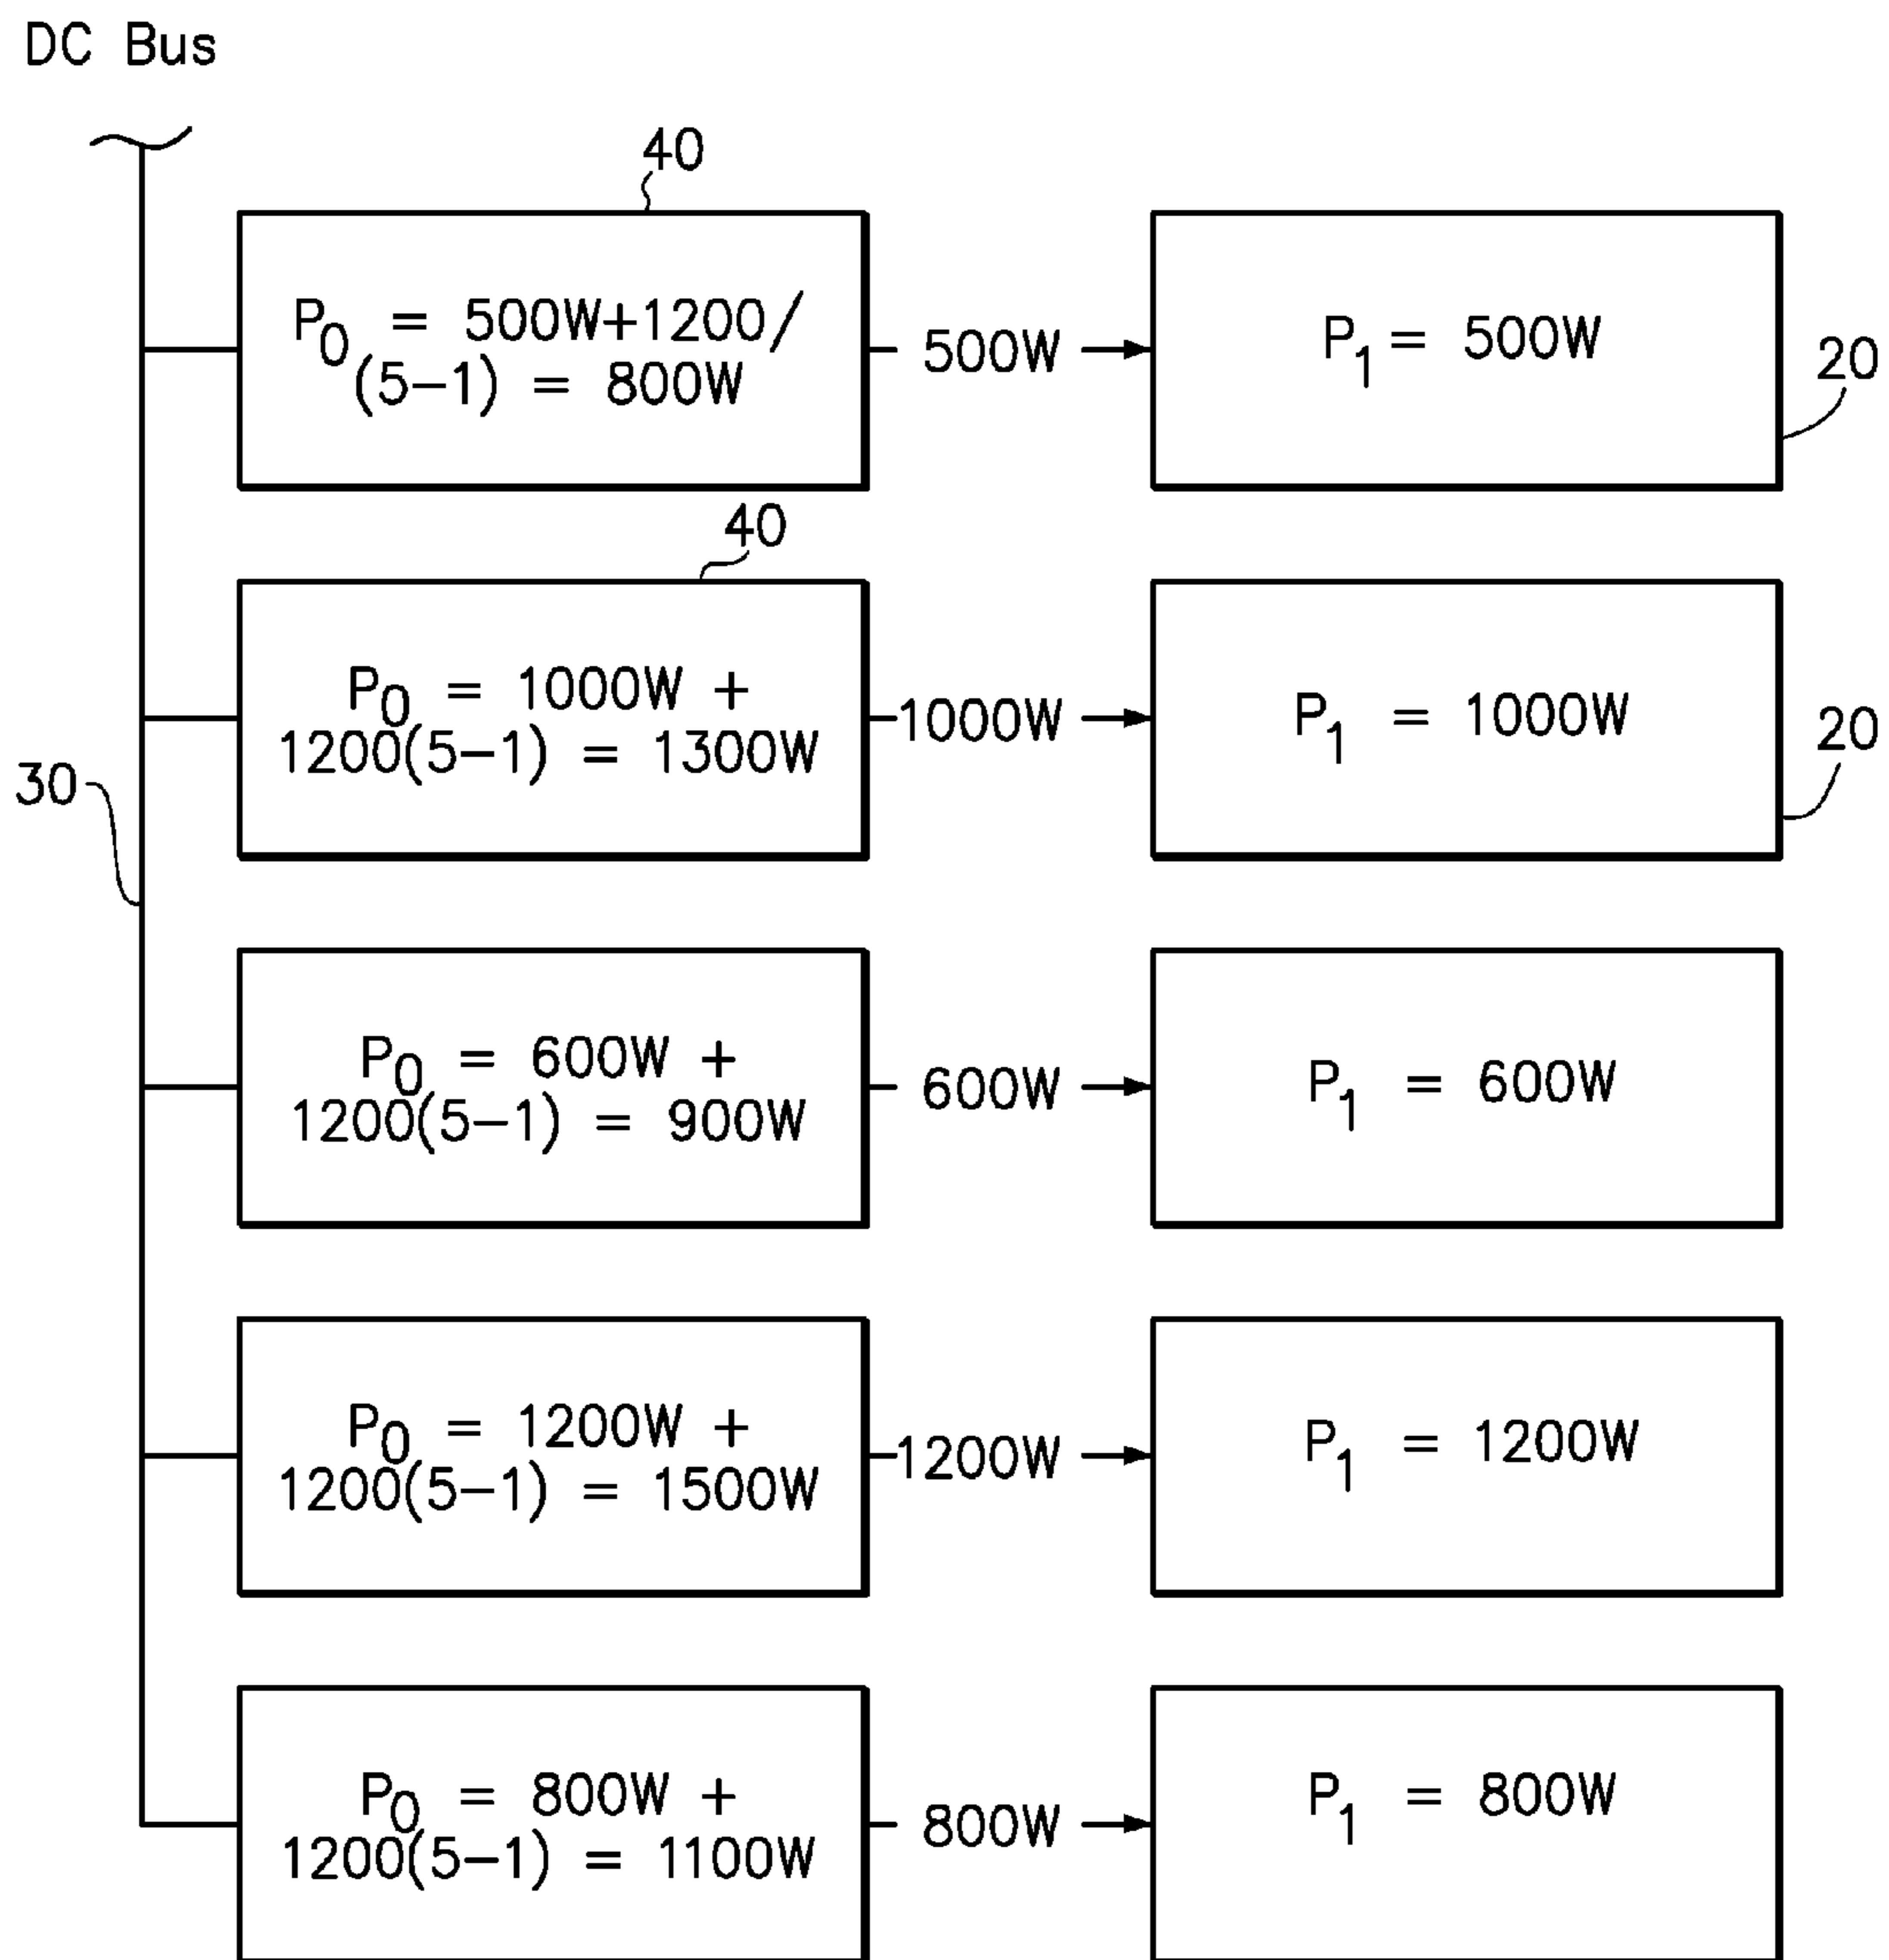 DC Bus
40
P0 = 500W+1200/
(5-1) = 800W
500W
P1 = 500W
20
40
P0 = 1000W +
1200(5-1) = 1300W
1000W
P1 = 1000W
20
30
P0 = 600W +
1200(5-1) = 900W
600W
P1 = 600W
P0 = 1200W +
1200(5-1) = 1500W
1200W
P1 = 1200W
P0 = 800W +
1200(5-1) = 1100W
800W
P1 = 800W